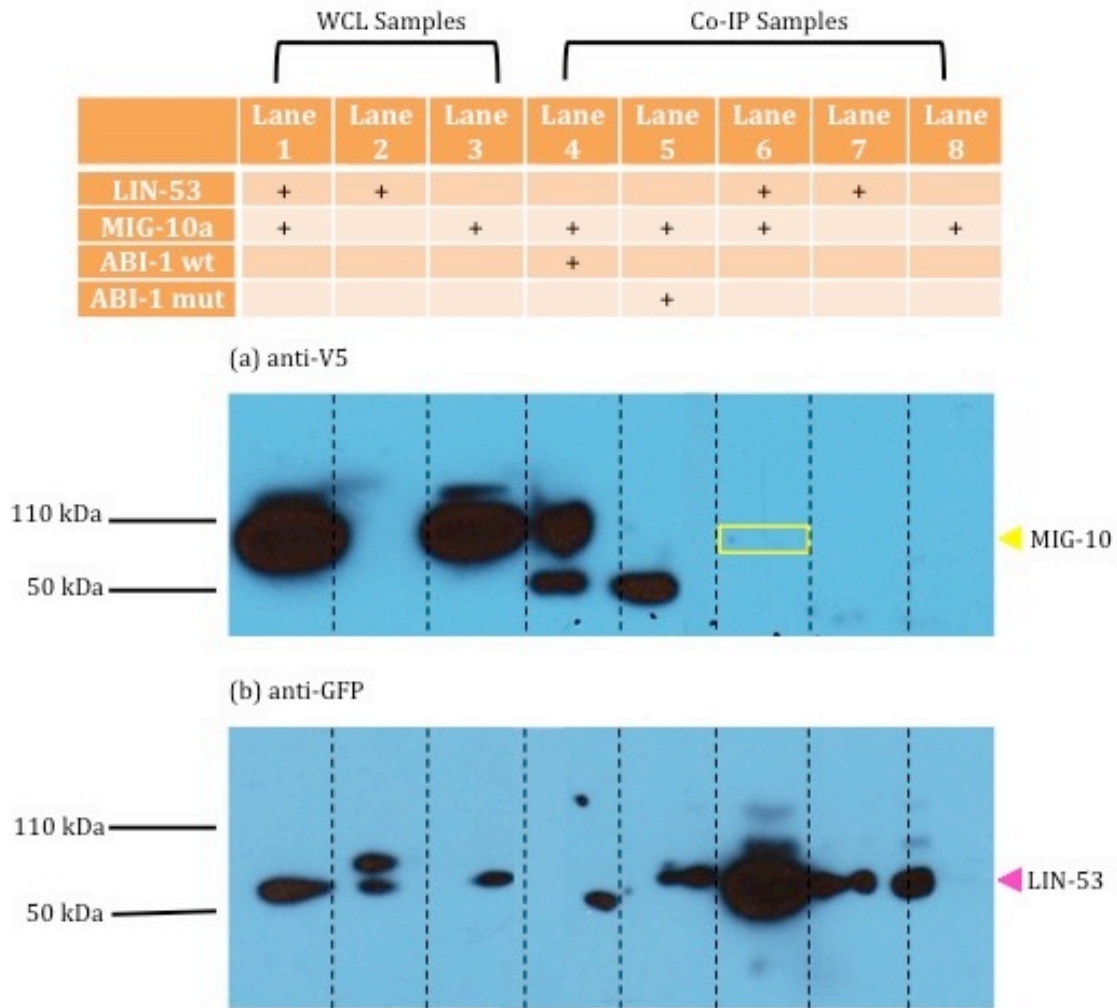 WCL Samples Co-IP Samples
Lane 1 Lane 2 Lane 3 Lane 4 Lane 5 Lane 6 Lane 7 Lane 8
LIN-53 + + + +
MIG-10a + + + + + +
ABI-1 wt +
ABI-1 mut +
(a) anti-V5
110 kDa
MIG-10
50 kDa
(b) anti-GFP
110 kDa
LIN-53
50 kDa